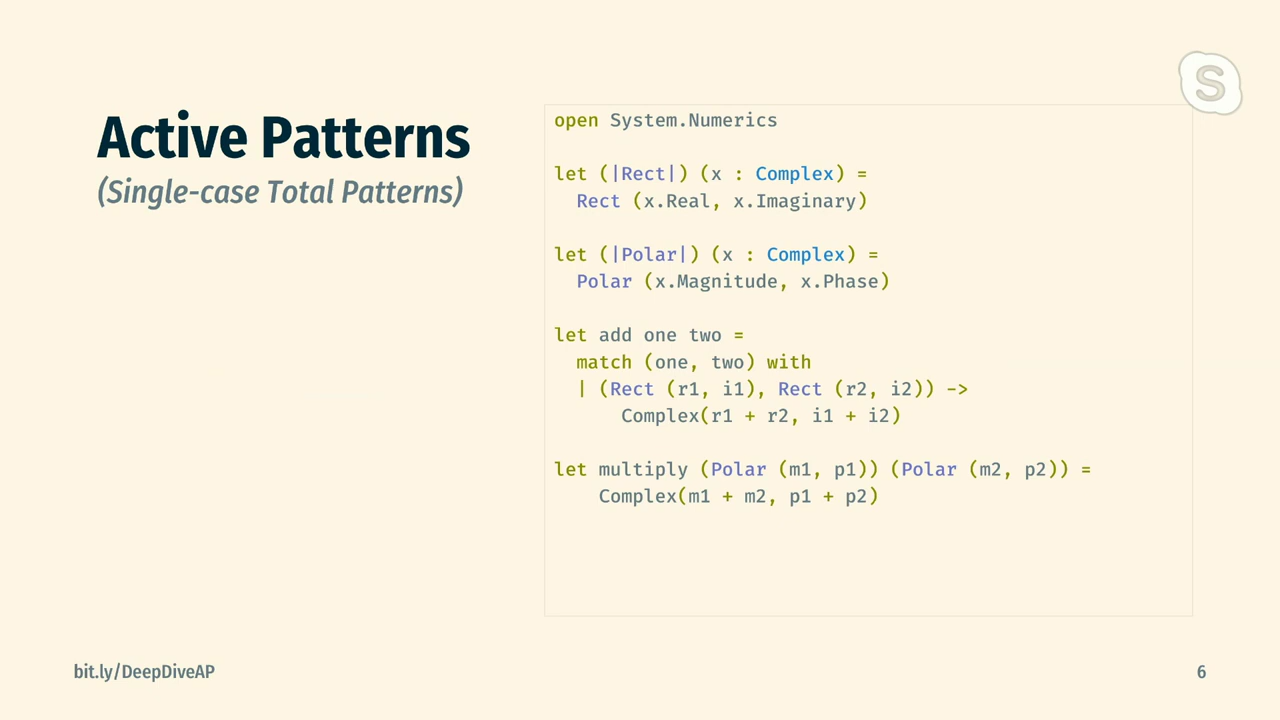 Active Patterns
(Single-case Total Patterns)
S
open System.Numerics
let (|Rect|) (x : Complex) =
  Rect (x.Real, x.Imaginary)
let (|Polar|) (x : Complex) =
  Polar (x.Magnitude, x.Phase)
let add one two =
  match (one, two) with
  | (Rect (r1, i1), Rect (r2, i2)) ->
      Complex(r1 + r2, i1 + i2)
let multiply (Polar (m1, p1)) (Polar (m2, p2)) =
    Complex(m1 + m2, p1 + p2)
bit.ly/DeepDiveAP
6